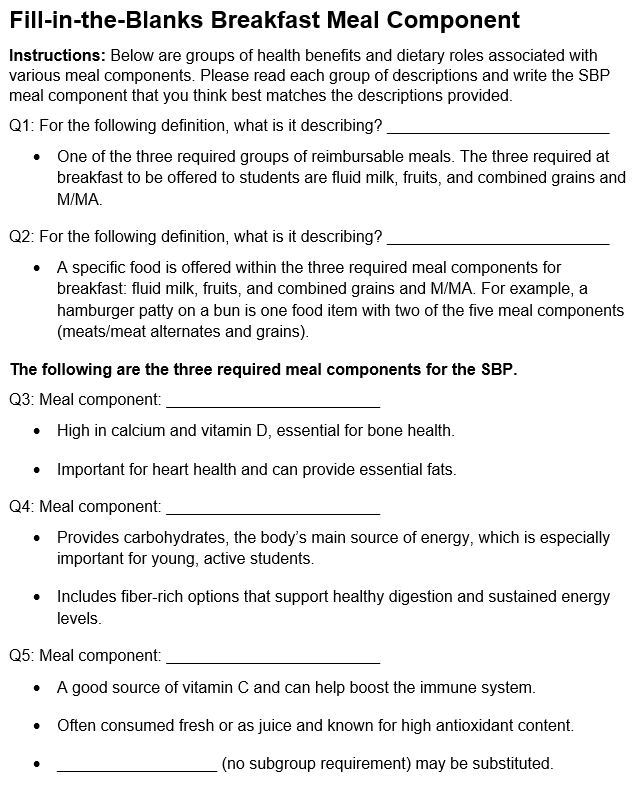 Fill-in-the-Blanks Breakfast Meal Component
Instructions: Below are groups of health benefits and dietary roles associated with
various meal components. Please read each group of descriptions and write the SBP
meal component that you think best matches the descriptions provided.
Q1: For the following definition, what is it describing? _________________________
• One of the three required groups of reimbursable meals. The three required at
breakfast to be offered to students are fluid milk, fruits, and combined grains and
M/MA.
Q2: For the following definition, what is it describing? _________________________
• A specific food is offered within the three required meal components for
breakfast: fluid milk, fruits, and combined grains and M/MA. For example, a
hamburger patty on a bun is one food item with two of the five meal components
(meats/meat alternates and grains).
The following are the three required meal components for the SBP.
Q3: Meal component: ________________________
• High in calcium and vitamin D, essential for bone health.
• Important for heart health and can provide essential fats.
Q4: Meal component: ________________________
• Provides carbohydrates, the body’s main source of energy, which is especially
important for young, active students.
• Includes fiber-rich options that support healthy digestion and sustained energy
levels.
Q5: Meal component: ________________________
• A good source of vitamin C and can help boost the immune system.
• Often consumed fresh or as juice and known for high antioxidant content.
• __________________ (no subgroup requirement) may be substituted.